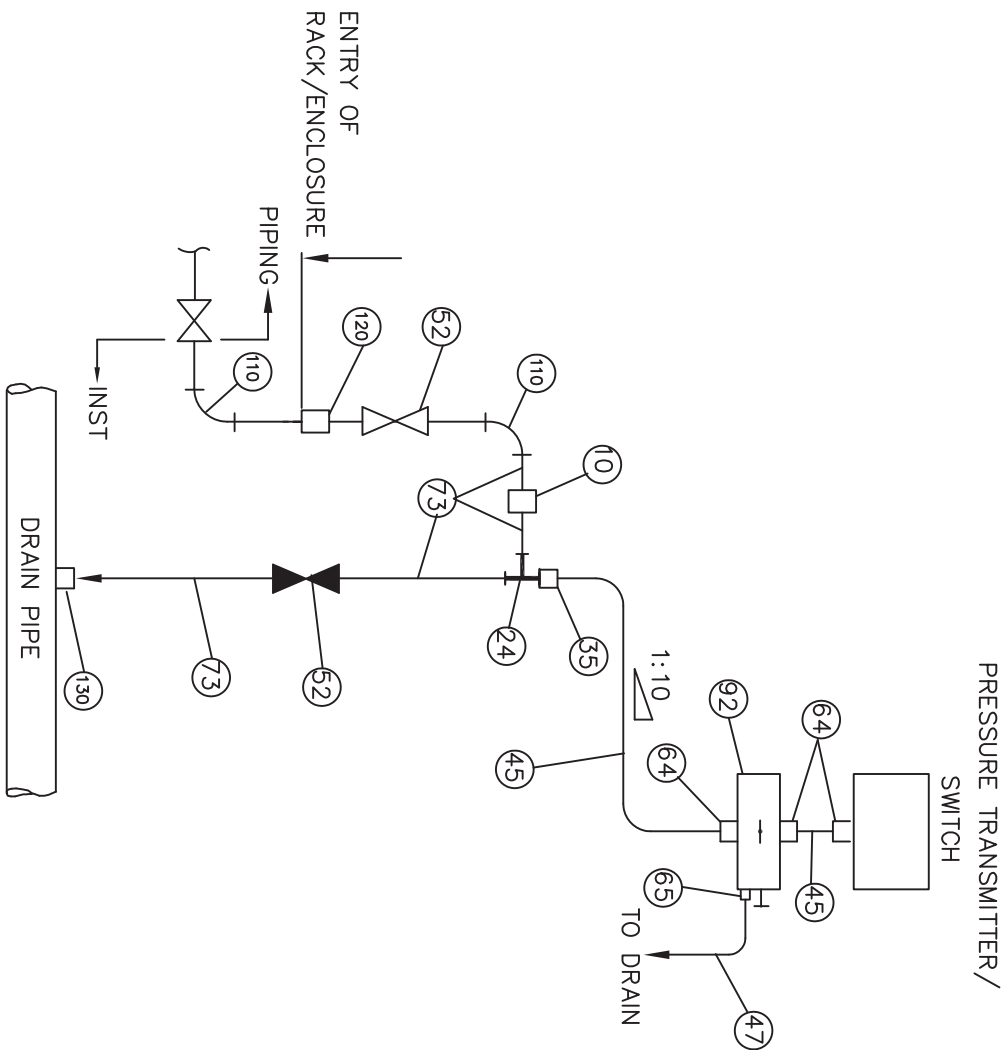 PRESSURE TRANSMITTER/
SWITCH
64
45
92
65
TO DRAIN
47
64
1:10
45
35
24
10
73
110
52
52
120
ENTRY OF
RACK/ENCLOSURE
PIPING
INST
110
73
130
DRAIN PIPE